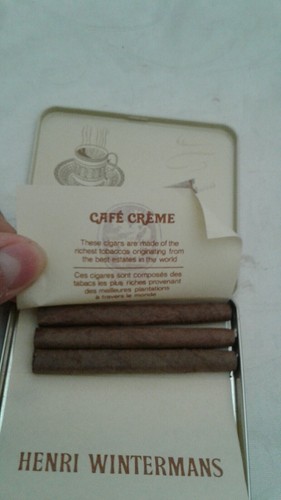 CAFÉ CRÈME
These cigars are made of the
richest tobaccos originating from
the best estates in the world
Ces cigares sont composés des
tabacs les plus riches provenant
des meilleures plantations
à travers le monde
HENRI WINTERMANS